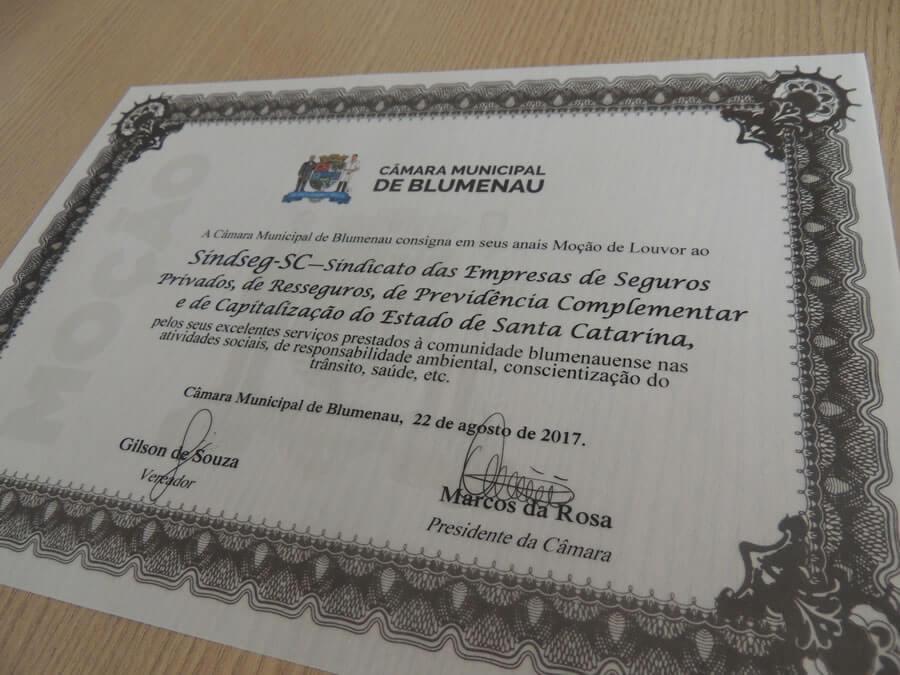 MOÇÃO
CÂMARA MUNICIPAL
DE BLUMENAU
A Câmara Municipal de Blumenau consigna em seus anais Moção de Louvor ao
Sindseg-SC—Sindicato das Empresas de Seguros
Privados, de Resseguros, de Previdência Complementar
e de Capitalização do Estado de Santa Catarina,
pelos seus excelentes serviços prestados à comunidade blumenauense nas
atividades sociais, de responsabilidade ambiental, conscientização do
trânsito, saúde, etc.
Câmara Municipal de Blumenau, 22 de agosto de 2017.
Gilson de Souza
Vereador
Marcos da Rosa
Presidente da Câmara